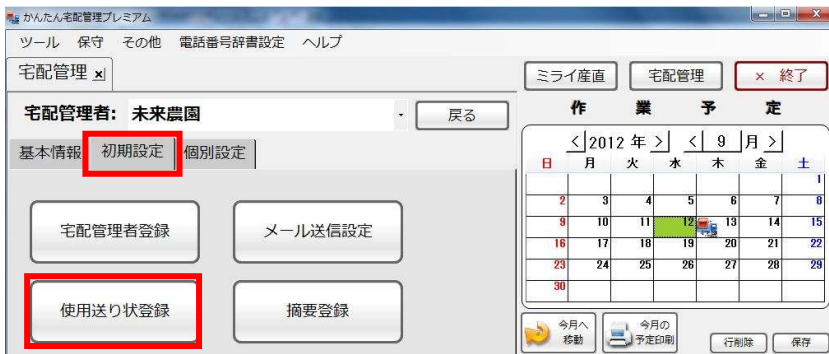 かんたん宅配管理プレミアム
ツール 保守 その他 電話番号辞書設定 ヘルプ
宅配管理 x
ミライ産直 宅配管理 × 終了
宅配管理者: 未来農園 戻る
作業予定
< 2012 年 > < 9 月 >
基本情報 初期設定 個別設定
日 月 火 水 木 金 土
1
2 3 4 5 6 7 8
9 10 11 12 13 14 15
16 17 18 19 20 21 22
23 24 25 26 27 28 29
30
宅配管理者登録 メール送信設定
使用送り状登録 摘要登録
今月へ
移動
今月の
予定印刷
行削除 保存